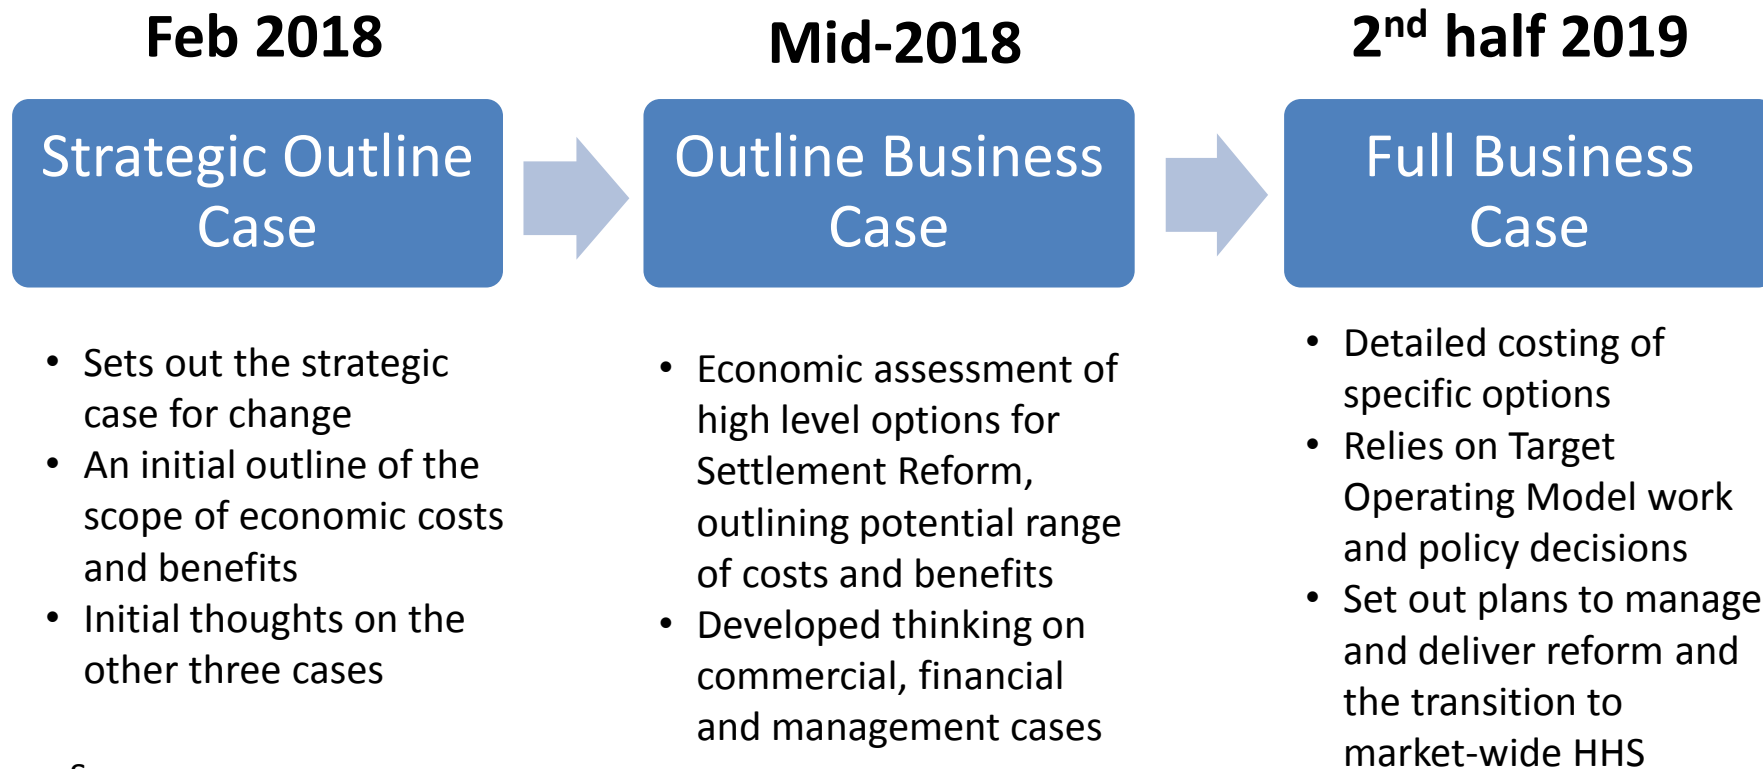 Feb 2018
Strategic Outline
Case
• Sets out the strategic
case for change
• An initial outline of the
scope of economic costs
and benefits
• Initial thoughts on the
other three cases
Mid-2018
Outline Business
Case
• Economic assessment of
high level options for
Settlement Reform,
outlining potential range
of costs and benefits
• Developed thinking on
commercial, financial
and management cases
2nd half 2019
Full Business
Case
• Detailed costing of
specific options
• Relies on Target
Operating Model work
and policy decisions
• Set out plans to manage
and deliver reform and
the transition to
market-wide HHS